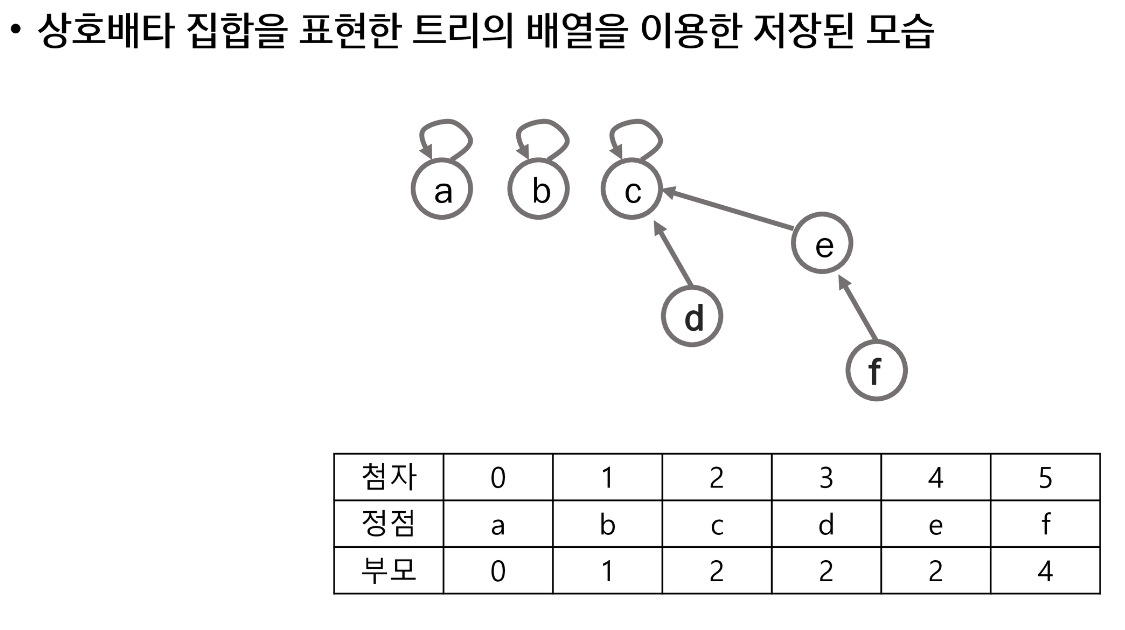 • 상호배타 집합을 표현한 트리의 배열을 이용한 저장된 모습
a b c
e
d
f
첨자 0 1 2 3 4 5
정점 a b c d e f
부모 0 1 2 2 2 4